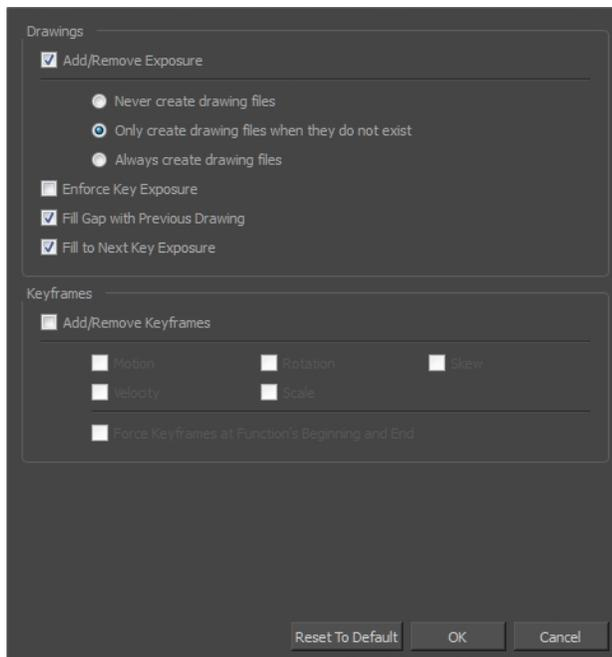 Drawings
Add/Remove Exposure
Never create drawing files
Only create drawing files when they do not exist
Always create drawing files
Enforce Key Exposure
Fill Gap with Previous Drawing
Fill to Next Key Exposure
Keyframes
Add/Remove Keyframes
Motion Rotation Skew
Velocity Scale
Force Keyframes at Function's Beginning and End
Reset To Default OK Cancel